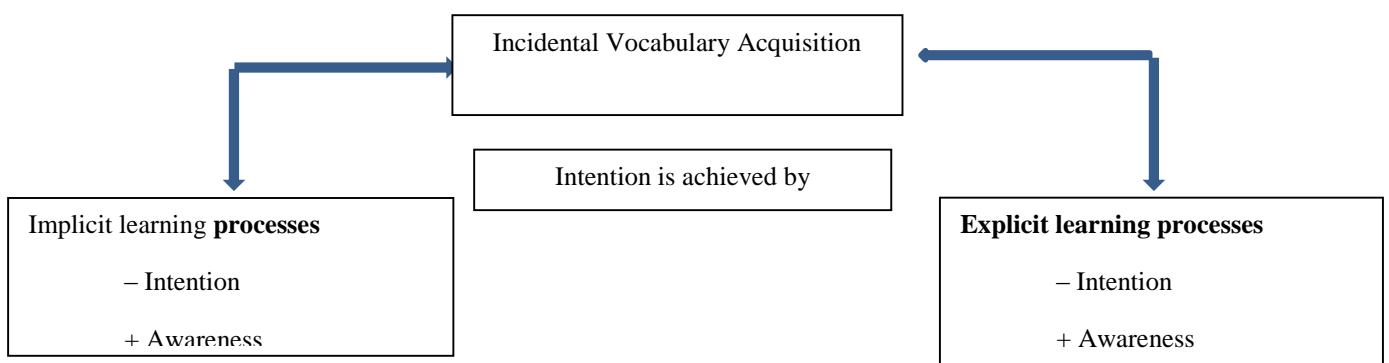 Incidental Vocabulary Acquisition
Intention is achieved by
Implicit learning processes
– Intention
+ Awareness
Explicit learning processes
– Intention
+ Awareness